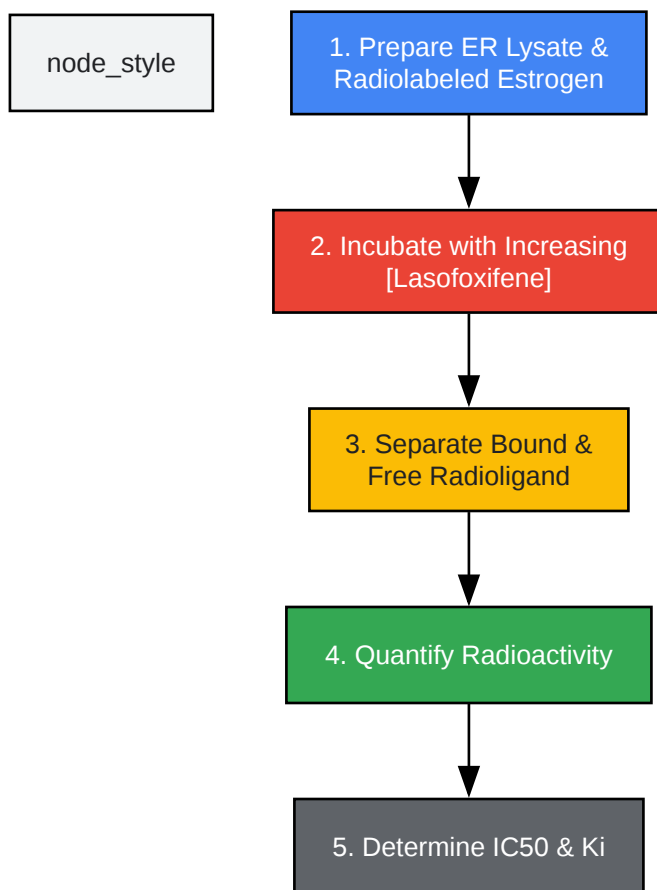 node_style
1. Prepare ER Lysate &
Radiolabeled Estrogen
2. Incubate with Increasing
[Lasofoxifene]
3. Separate Bound &
Free Radioligand
4. Quantify Radioactivity
5. Determine IC50 & Ki